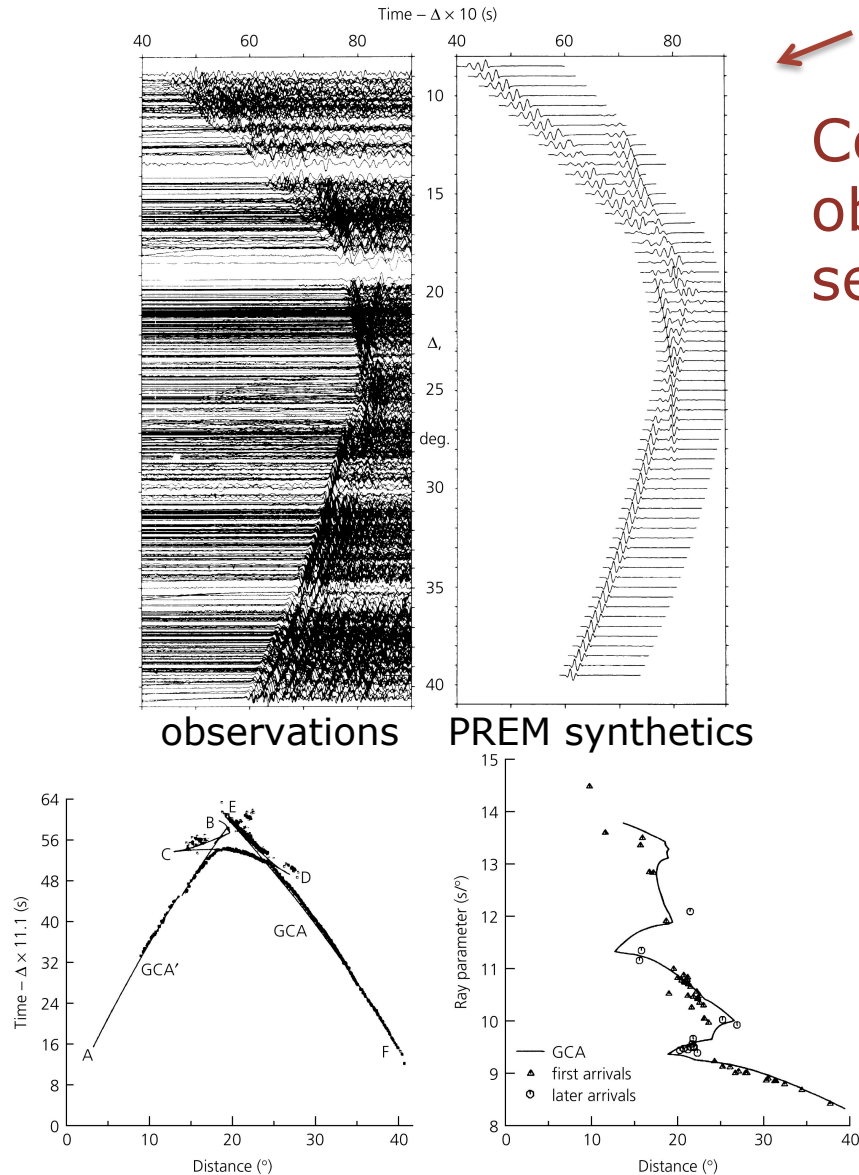 Time – Δ × 10 (s)
40 60 80 40 60 80
10
15
20
Δ,
25
deg.
30
35
40
Co
ob
se
observations PREM synthetics
64
56
48
40
32
24
16
8
0
Time – Δ × 11.1 (s)
A
B
C
D
E
F
GCA'
GCA
0 10 20 30 40
Distance (°)
15
14
13
12
11
10
9
8
Ray parameter (s/°)
GCA
first arrivals
later arrivals
0 10 20 30 40
Distance (°)